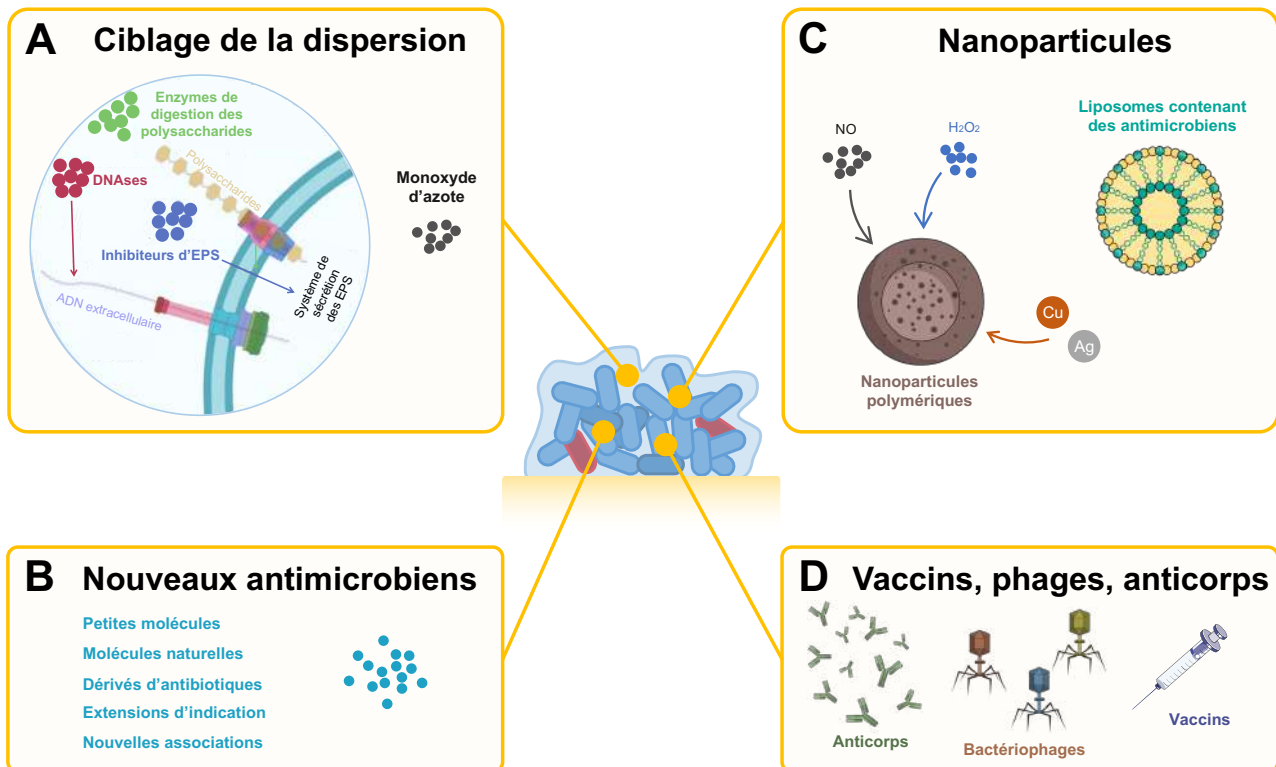 A Ciblage de la dispersion
Enzymes de
digestion des
polysaccharides
Polysaccharides
DNAses
Monoxyde
d'azote
Inhibiteurs d'EPS
Système de
sécrétion
des EPS
ADN extracellulaire
B Nouveaux antimicrobiens
Petites molécules
Molécules naturelles
Dérivés d'antibiotiques
Extensions d'indication
Nouvelles associations
C Nanoparticules
NO
H₂O₂
Liposomes contenant
des antimicrobiens
Cu
Ag
Nanoparticules
polymériques
D Vaccins, phages, anticorps
Anticorps
Bactériophages
Vaccins